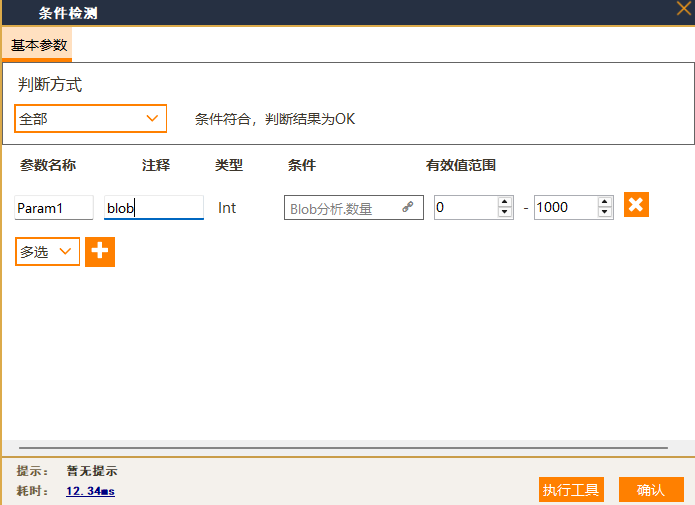 条件检测
基本参数
判断方式
全部 条件符合，判断结果为OK
参数名称 注释 类型 条件 有效值范围
Param1 blob Int Blob分析.数量 0 - 1000
多选
提示： 暂无提示
耗时： 12.34ms
执行工具 确认